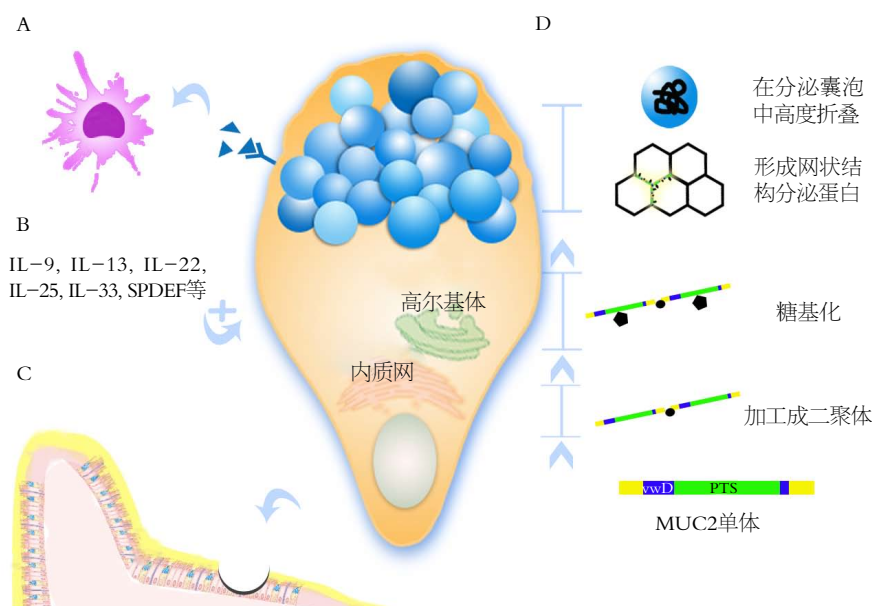 A
D
在分泌囊泡
中高度折叠
形成网状结
构分泌蛋白
B
IL-9, IL-13, IL-22,
IL-25, IL-33, SPDEF等
高尔基体
糖基化
内质网
C
加工成二聚体
vwD PTS
MUC2单体